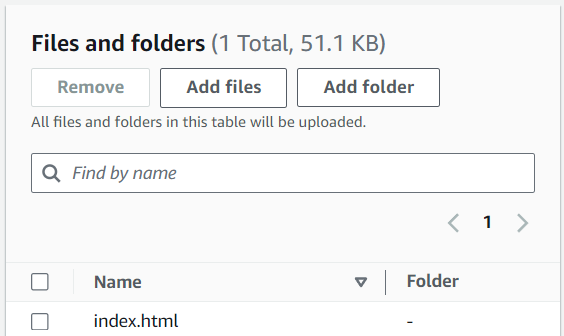 Files and folders (1 Total, 51.1 KB)
Remove Add files Add folder
All files and folders in this table will be uploaded.
Find by name
1
Name Folder
index.html -